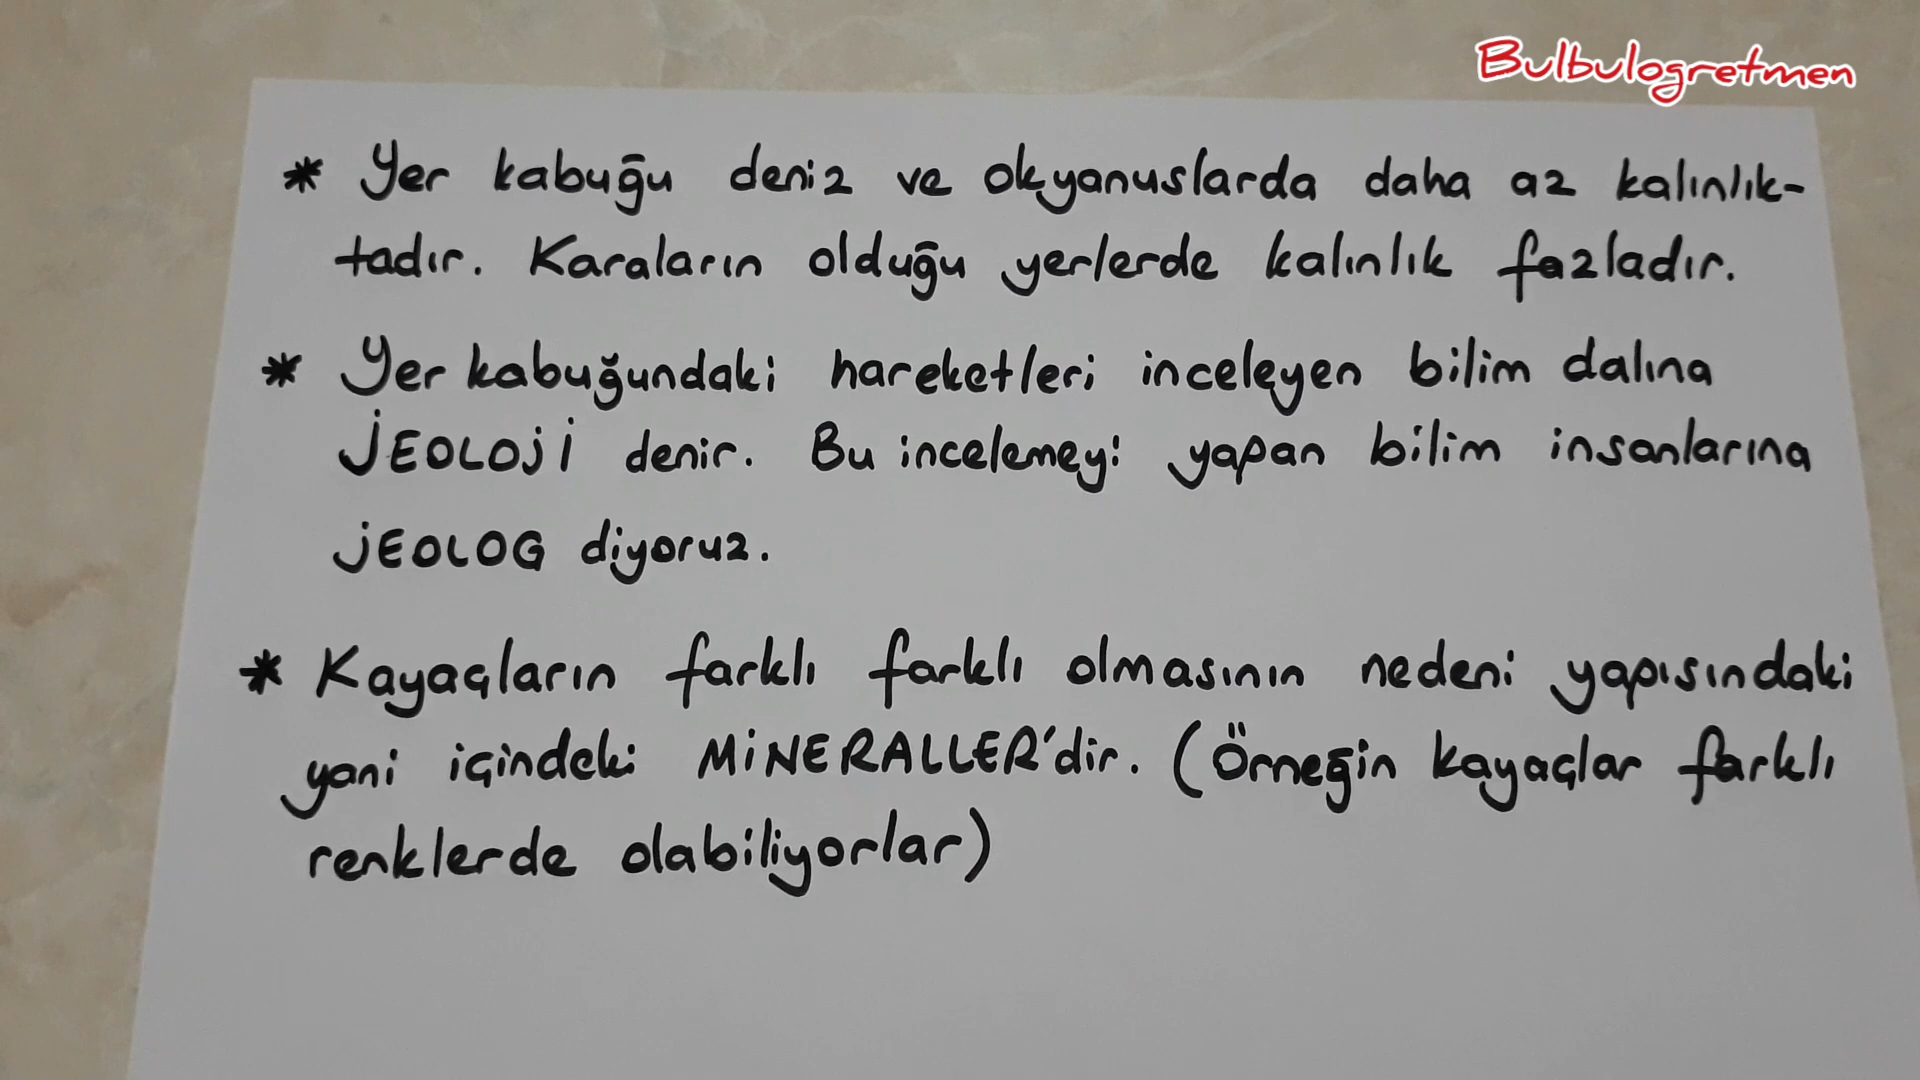 Bulbulogretmen
* Yer kabuğu deniz ve okyanuslarda daha az kalınlık-
tadır. Karaların olduğu yerlerde kalınlık fazladır.
* Yer kabuğundaki hareketleri inceleyen bilim dalına
JEOLOJİ denir. Bu incelemeyi yapan bilim insanlarına
JEOLOG diyoruz.
* Kayaçların farklı farklı olmasının nedeni yapısındaki
yani içindeki MİNERALLER'dir. (Örneğin kayaçlar farklı
renklerde olabiliyorlar)